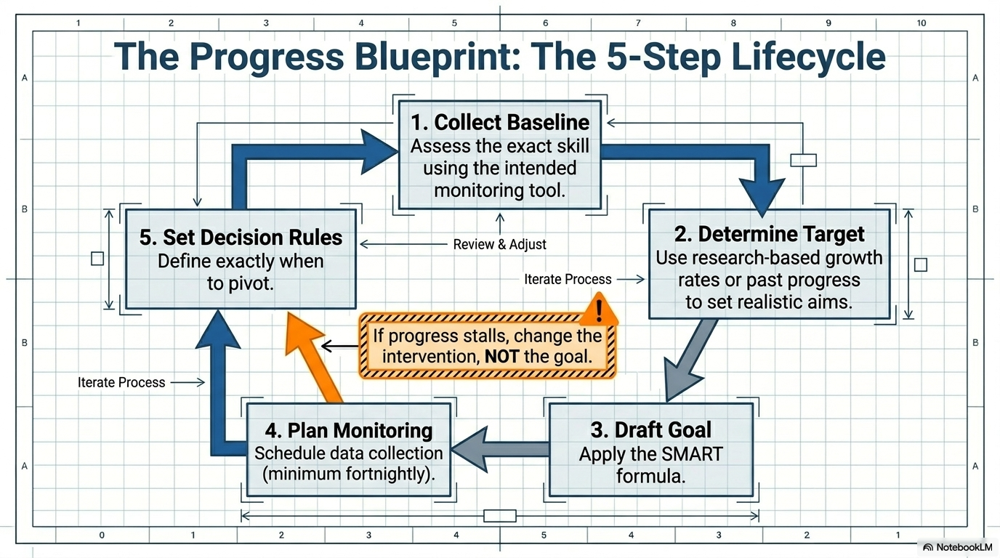 1 2 3 4 5 6 7 8 9 10
The Progress Blueprint: The 5-Step Lifecycle
A A
1. Collect Baseline
Assess the exact skill
using the intended
monitoring tool.
B B
5. Set Decision Rules
Define exactly when
to pivot.
Review & Adjust
2. Determine Target
Use research-based growth
rates or past progress
to set realistic aims.
Iterate Process
!
If progress stalls, change the
intervention, NOT the goal.
B B
Iterate Process
4. Plan Monitoring
Schedule data collection
(minimum fortnightly).
3. Draft Goal
Apply the SMART
formula.
A A
0 1 2 3 4 5 4 3 2 1
NotebookLM